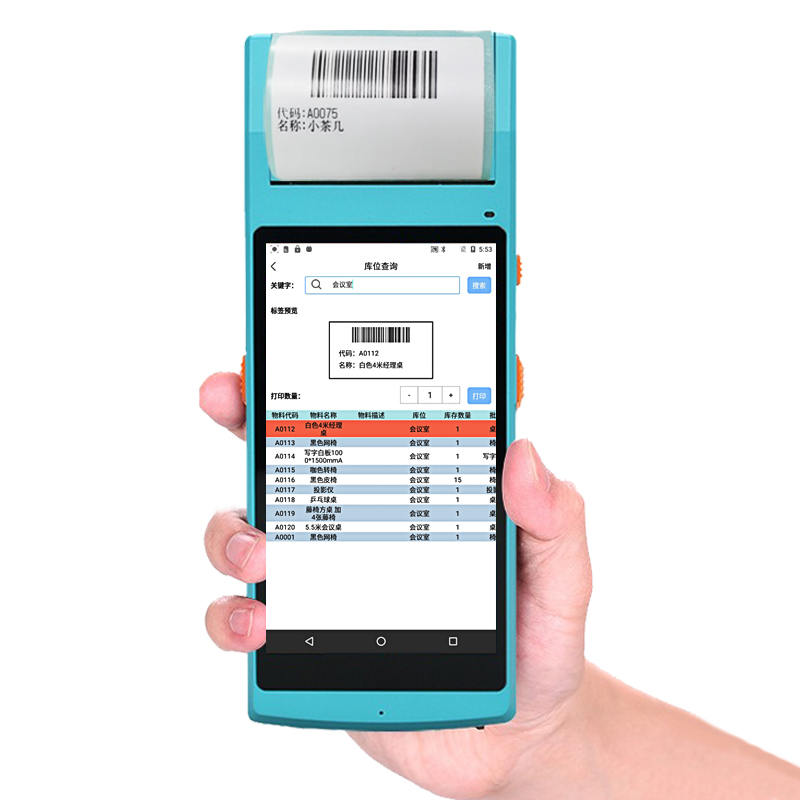 代码:A0075
名称:小茶几
5:53
库位查询
新增
关键字：
会议室
搜索
标签预览
代码：A0112
名称：白色4米经理桌
打印数量：
- 1 +
打印
物料代码 物料名称 物料描述 库位 库存数量 批
A0112 白色4米经理桌 会议室 1 桌
A0113 黑色网椅 会议室 1 椅
A0114 写字白板1000*1500mmA 会议室 1 写字
A0115 咖色转椅 会议室 1 椅
A0116 黑色皮椅 会议室 15 椅
A0117 投影仪 会议室 1 投影
A0118 乒乓球桌 会议室 1 桌
A0119 藤椅方桌 加4张藤椅 会议室 1 桌
A0120 5.5米会议桌 会议室 1 桌
A0001 黑色网椅 会议室 1 椅